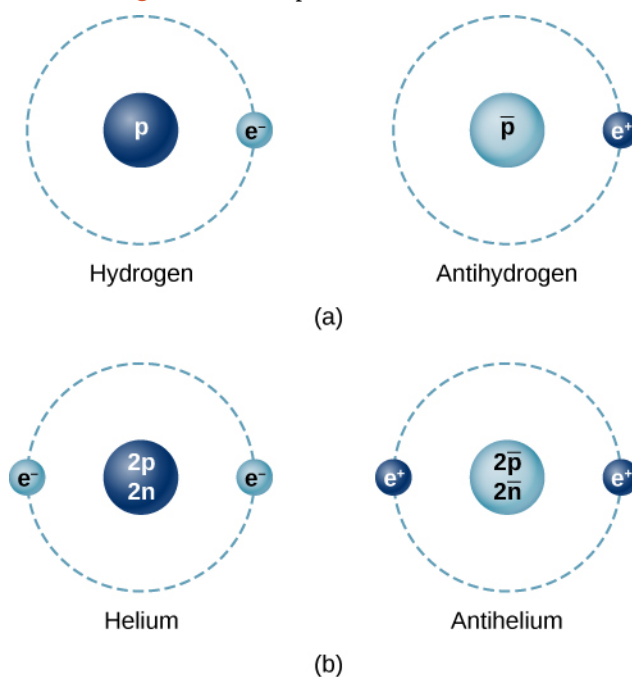 p e⁻ p̅ e⁺
Hydrogen Antihydrogen
(a)
e⁻ 2p e⁻ e⁺ 2p̅ e⁺
2n 2n̅
Helium Antihelium
(b)